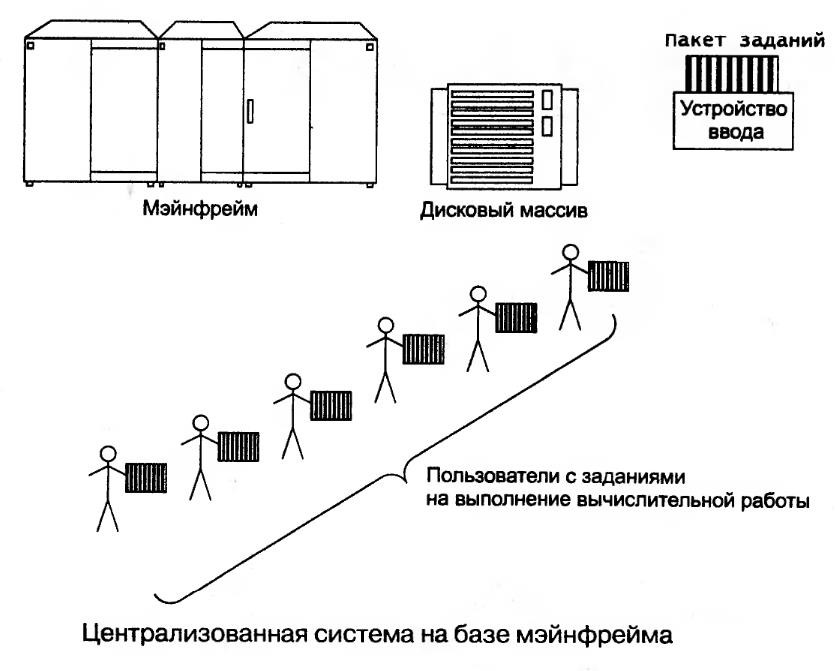 Пакет заданий
Устройство
ввода
Мэйнфрейм
Дисковый массив
Пользователи с заданиями
на выполнение вычислительной работы
Централизованная система на базе мэйнфрейма